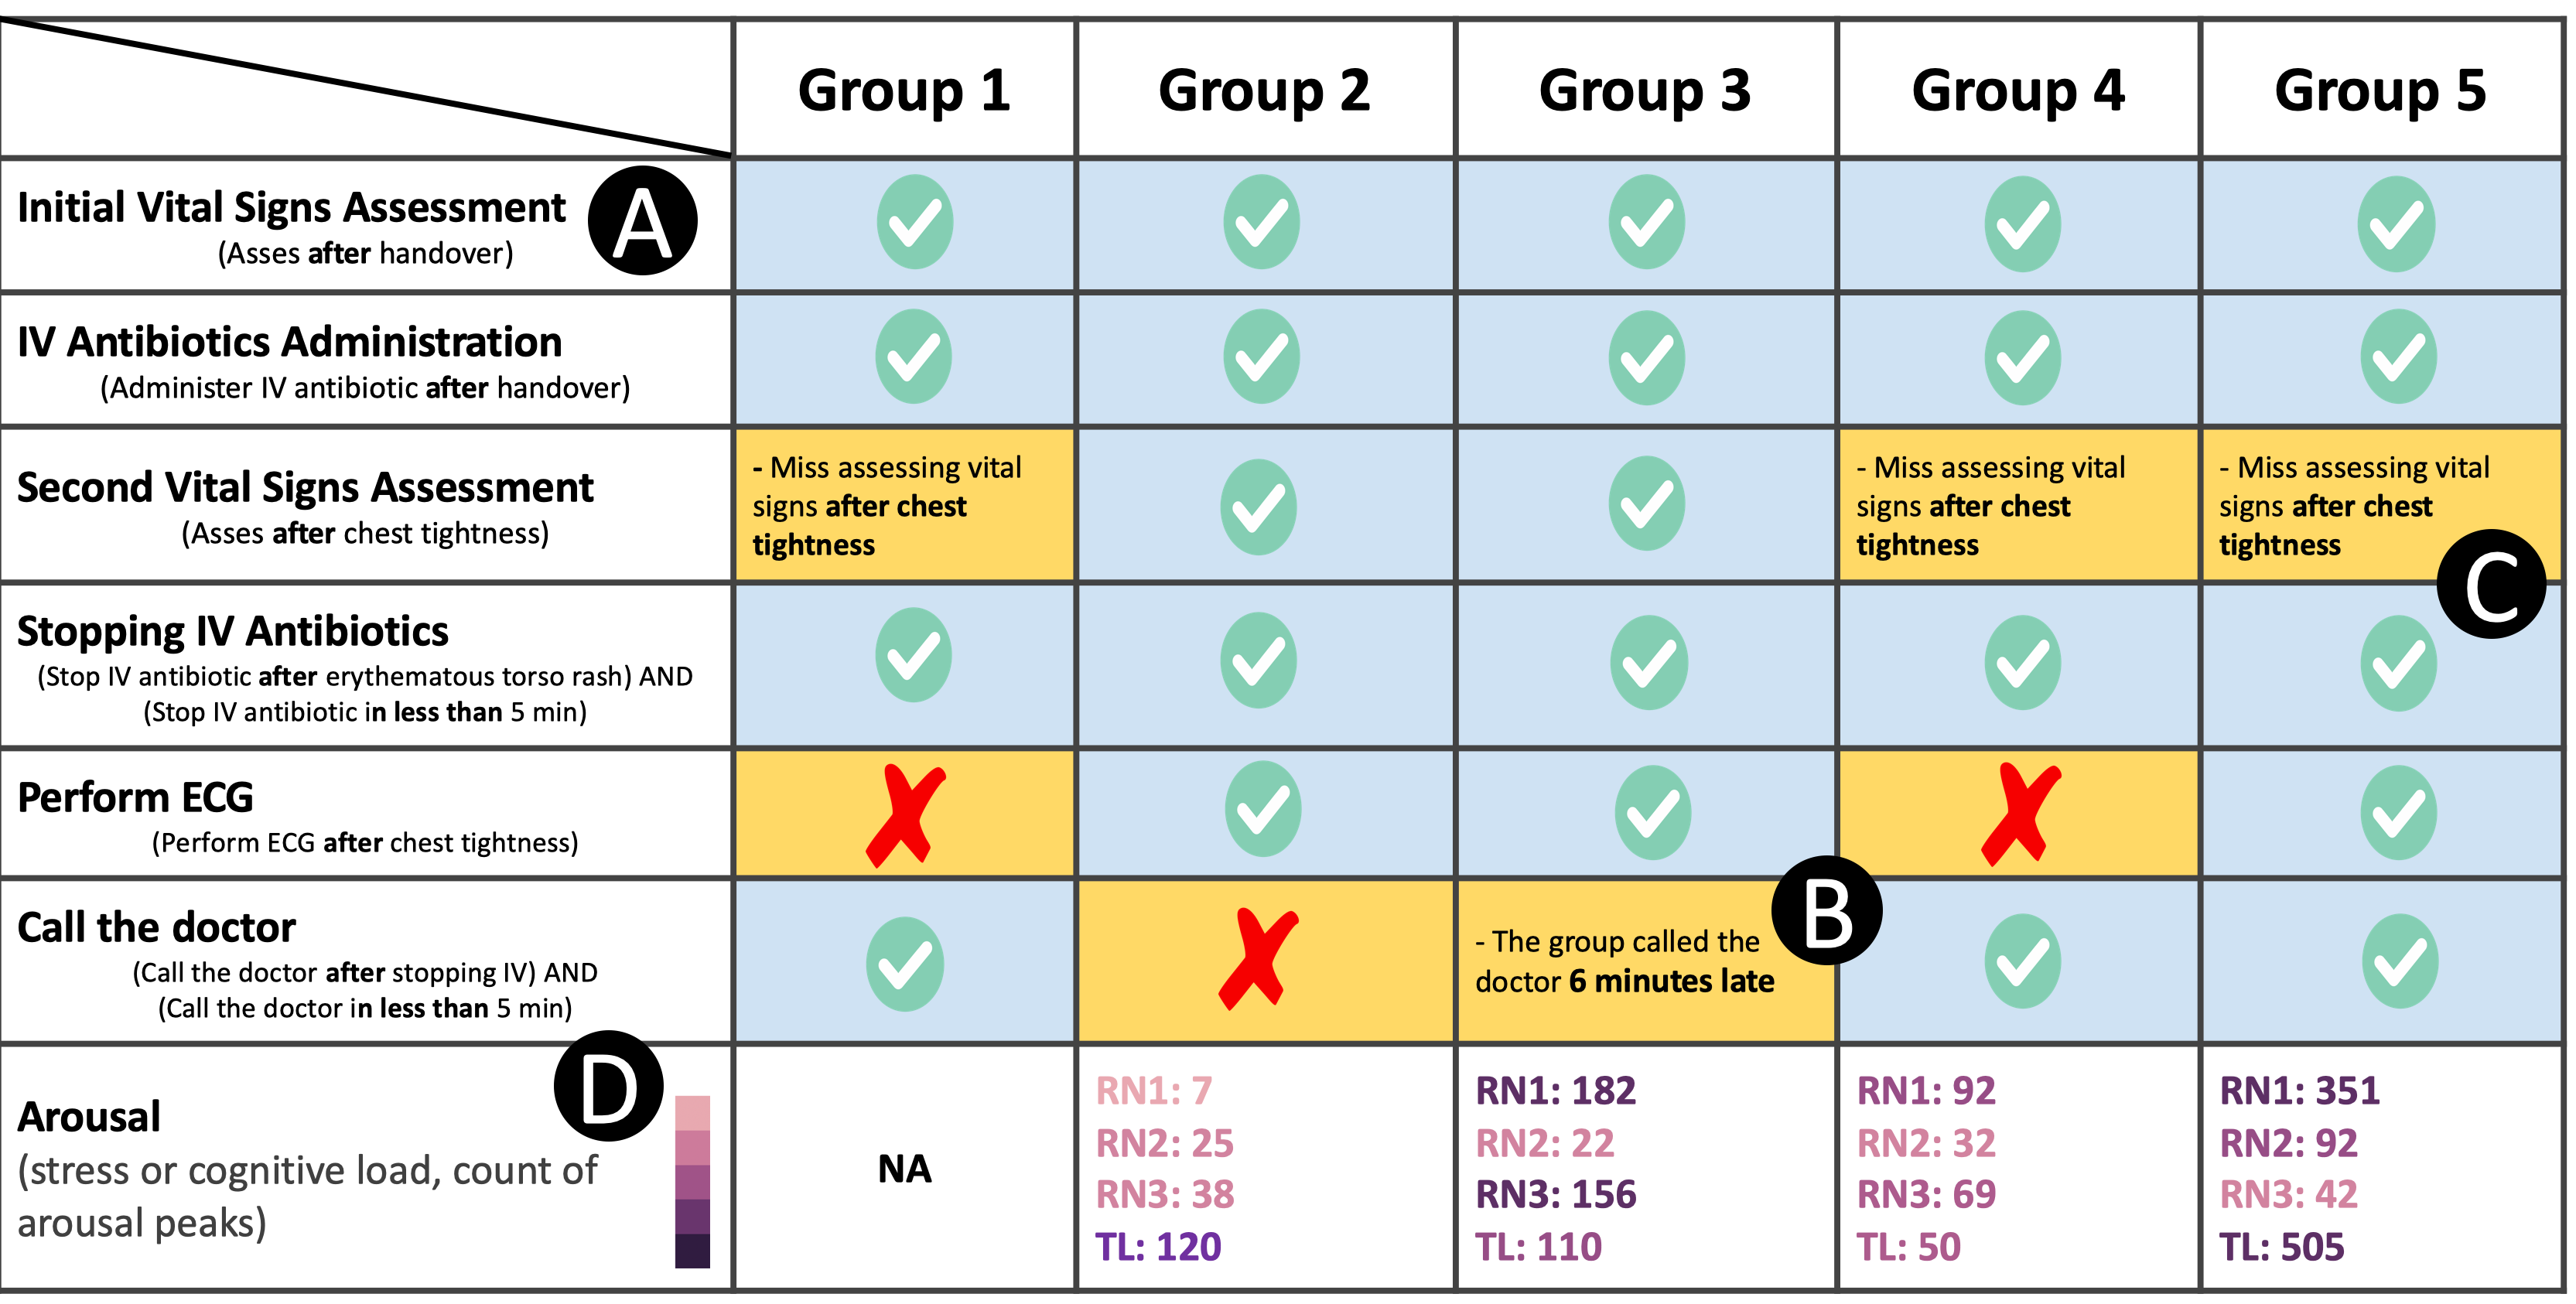 Group 1
Group 2
Group 3
Group 4
Group 5
Initial Vital Signs Assessment
(Asses after handover)
A
IV Antibiotics Administration
(Administer IV antibiotic after handover)
Second Vital Signs Assessment
(Asses after chest tightness)
- Miss assessing vital
signs after chest
tightness
- Miss assessing vital
signs after chest
tightness
- Miss assessing vital
signs after chest
tightness
C
Stopping IV Antibiotics
(Stop IV antibiotic after erythematous torso rash) AND
(Stop IV antibiotic in less than 5 min)
Perform ECG
(Perform ECG after chest tightness)
Call the doctor
(Call the doctor after stopping IV) AND
(Call the doctor in less than 5 min)
- The group called the
doctor 6 minutes late
B
D
Arousal
(stress or cognitive load, count of
arousal peaks)
NA
RN1: 7
RN2: 25
RN3: 38
TL: 120
RN1: 182
RN2: 22
RN3: 156
TL: 110
RN1: 92
RN2: 32
RN3: 69
TL: 50
RN1: 351
RN2: 92
RN3: 42
TL: 505